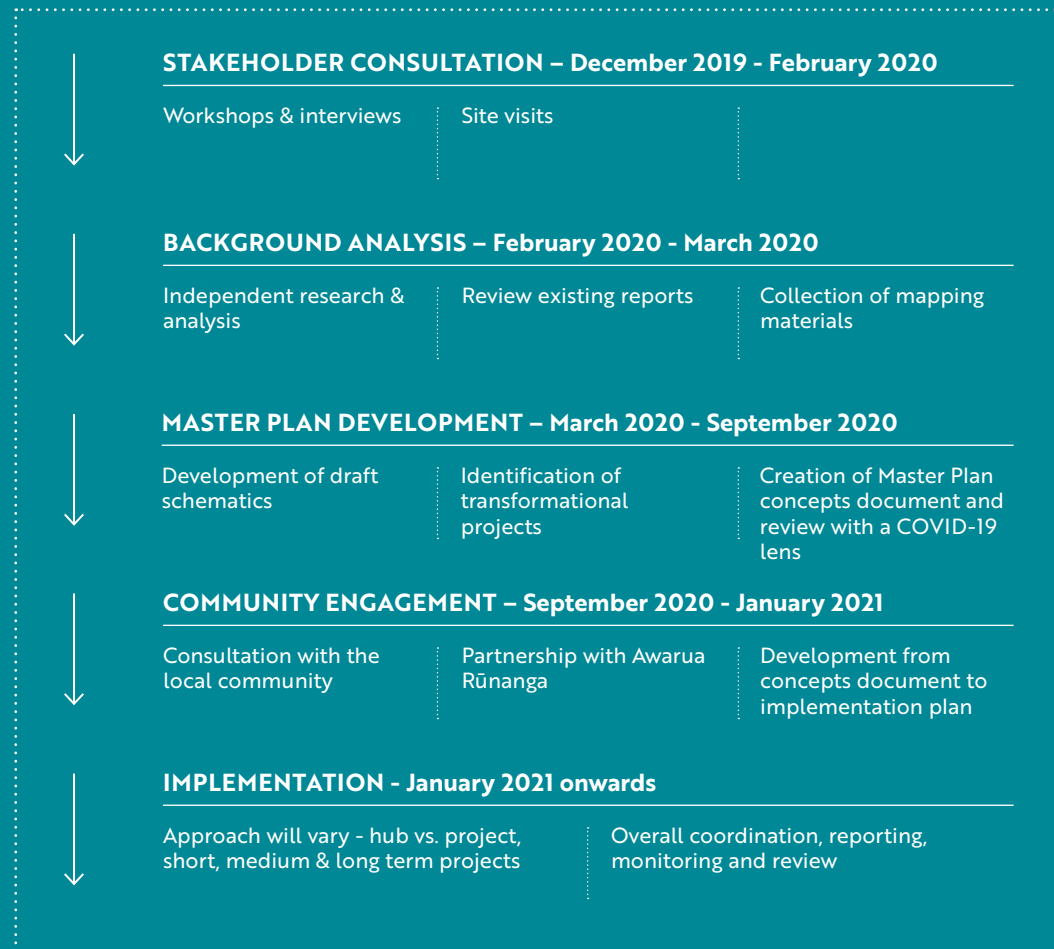 STAKEHOLDER CONSULTATION – December 2019 - February 2020
Workshops & interviews
Site visits
BACKGROUND ANALYSIS – February 2020 - March 2020
Independent research &
analysis
Review existing reports
Collection of mapping
materials
MASTER PLAN DEVELOPMENT – March 2020 - September 2020
Development of draft
schematics
Identification of
transformational
projects
Creation of Master Plan
concepts document and
review with a COVID-19
lens
COMMUNITY ENGAGEMENT – September 2020 - January 2021
Consultation with the
local community
Partnership with Awarua
Rūnanga
Development from
concepts document to
implementation plan
IMPLEMENTATION - January 2021 onwards
Approach will vary - hub vs. project,
short, medium & long term projects
Overall coordination, reporting,
monitoring and review